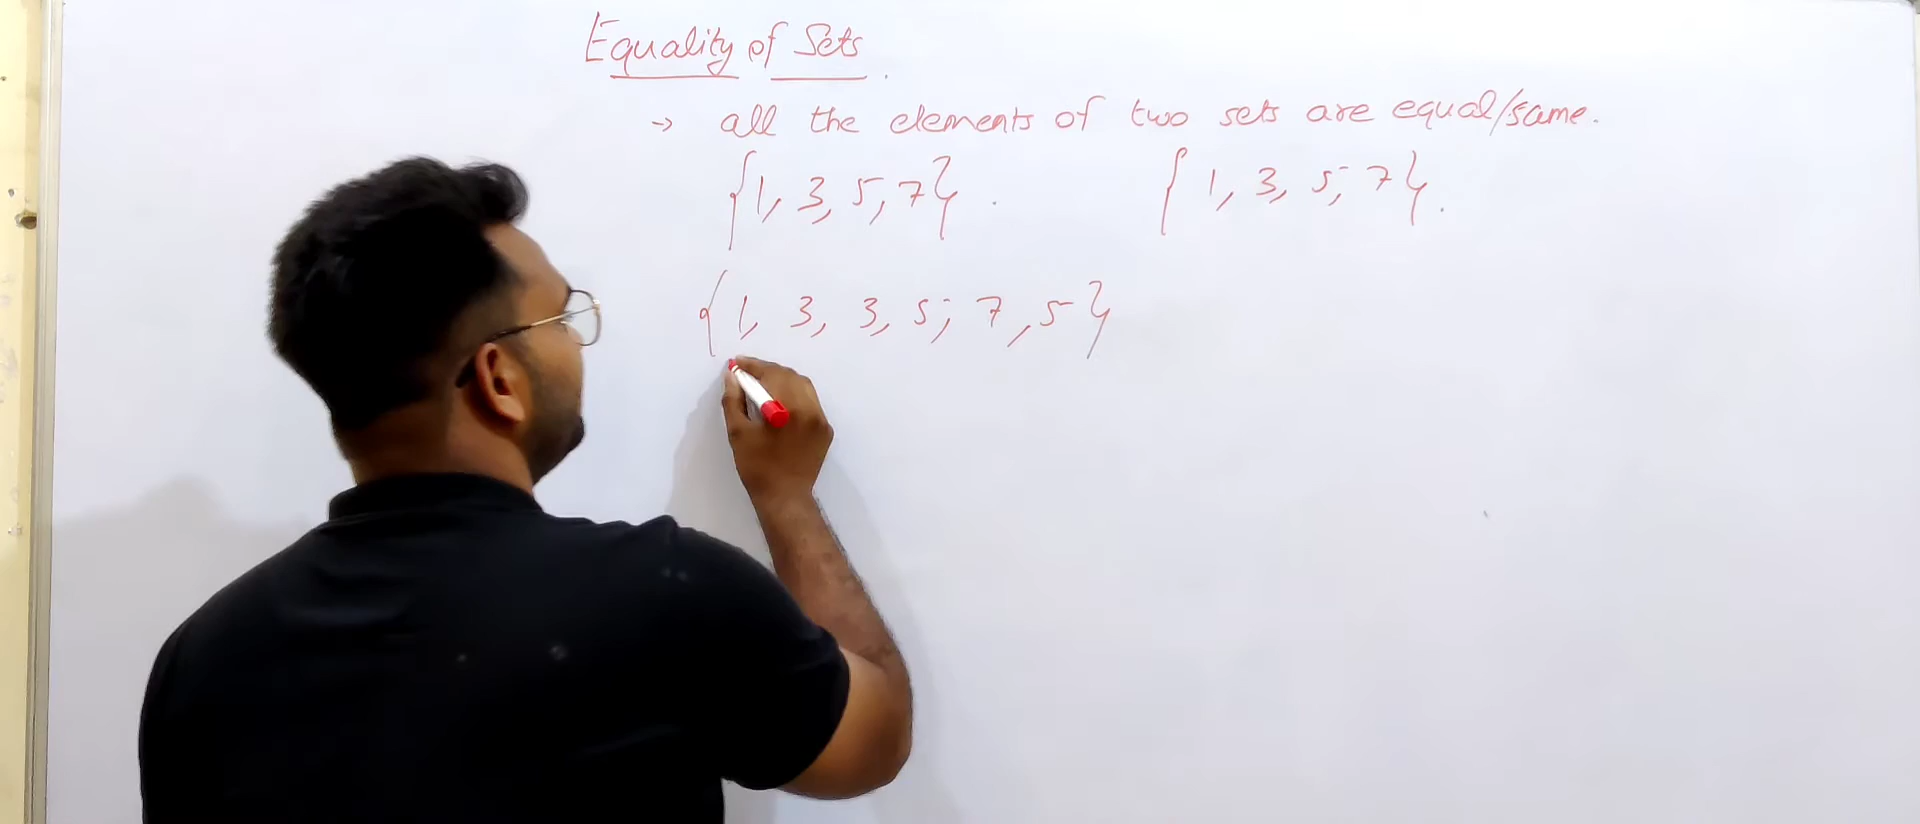 Equality of Sets.
→ all the elements of two sets are equal/same.
{1, 3, 5, 7}. { 1, 3, 5, 7}.
{ 1, 3, 3, 5, 7, 5 }